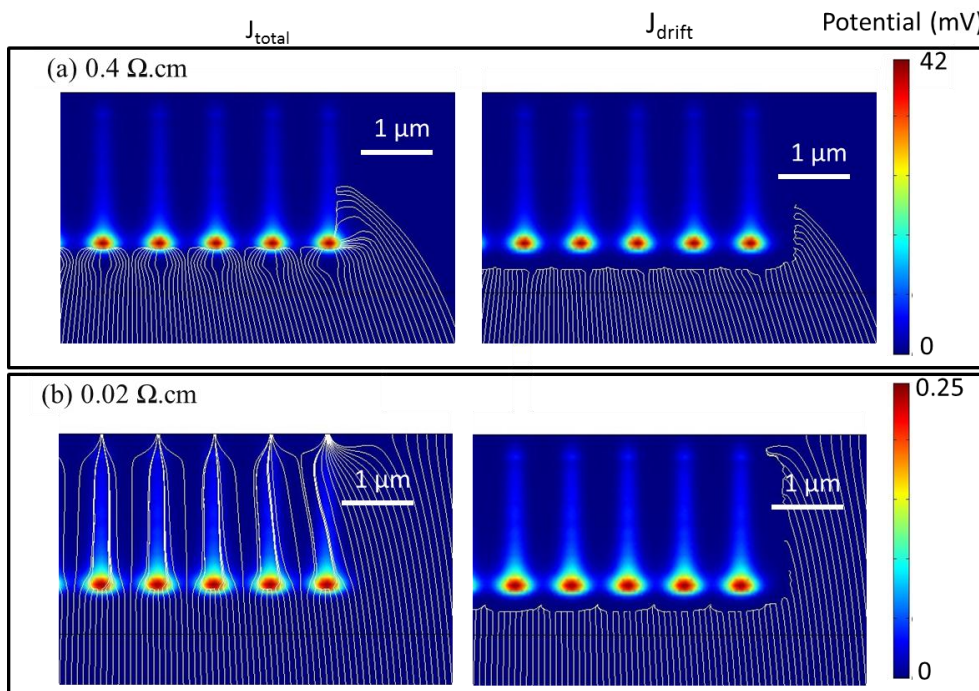 J_total J_drift Potential (mV)
(a) 0.4 Ω.cm 42
1 μm 1 μm
0
(b) 0.02 Ω.cm 0.25
1 μm 1 μm
0